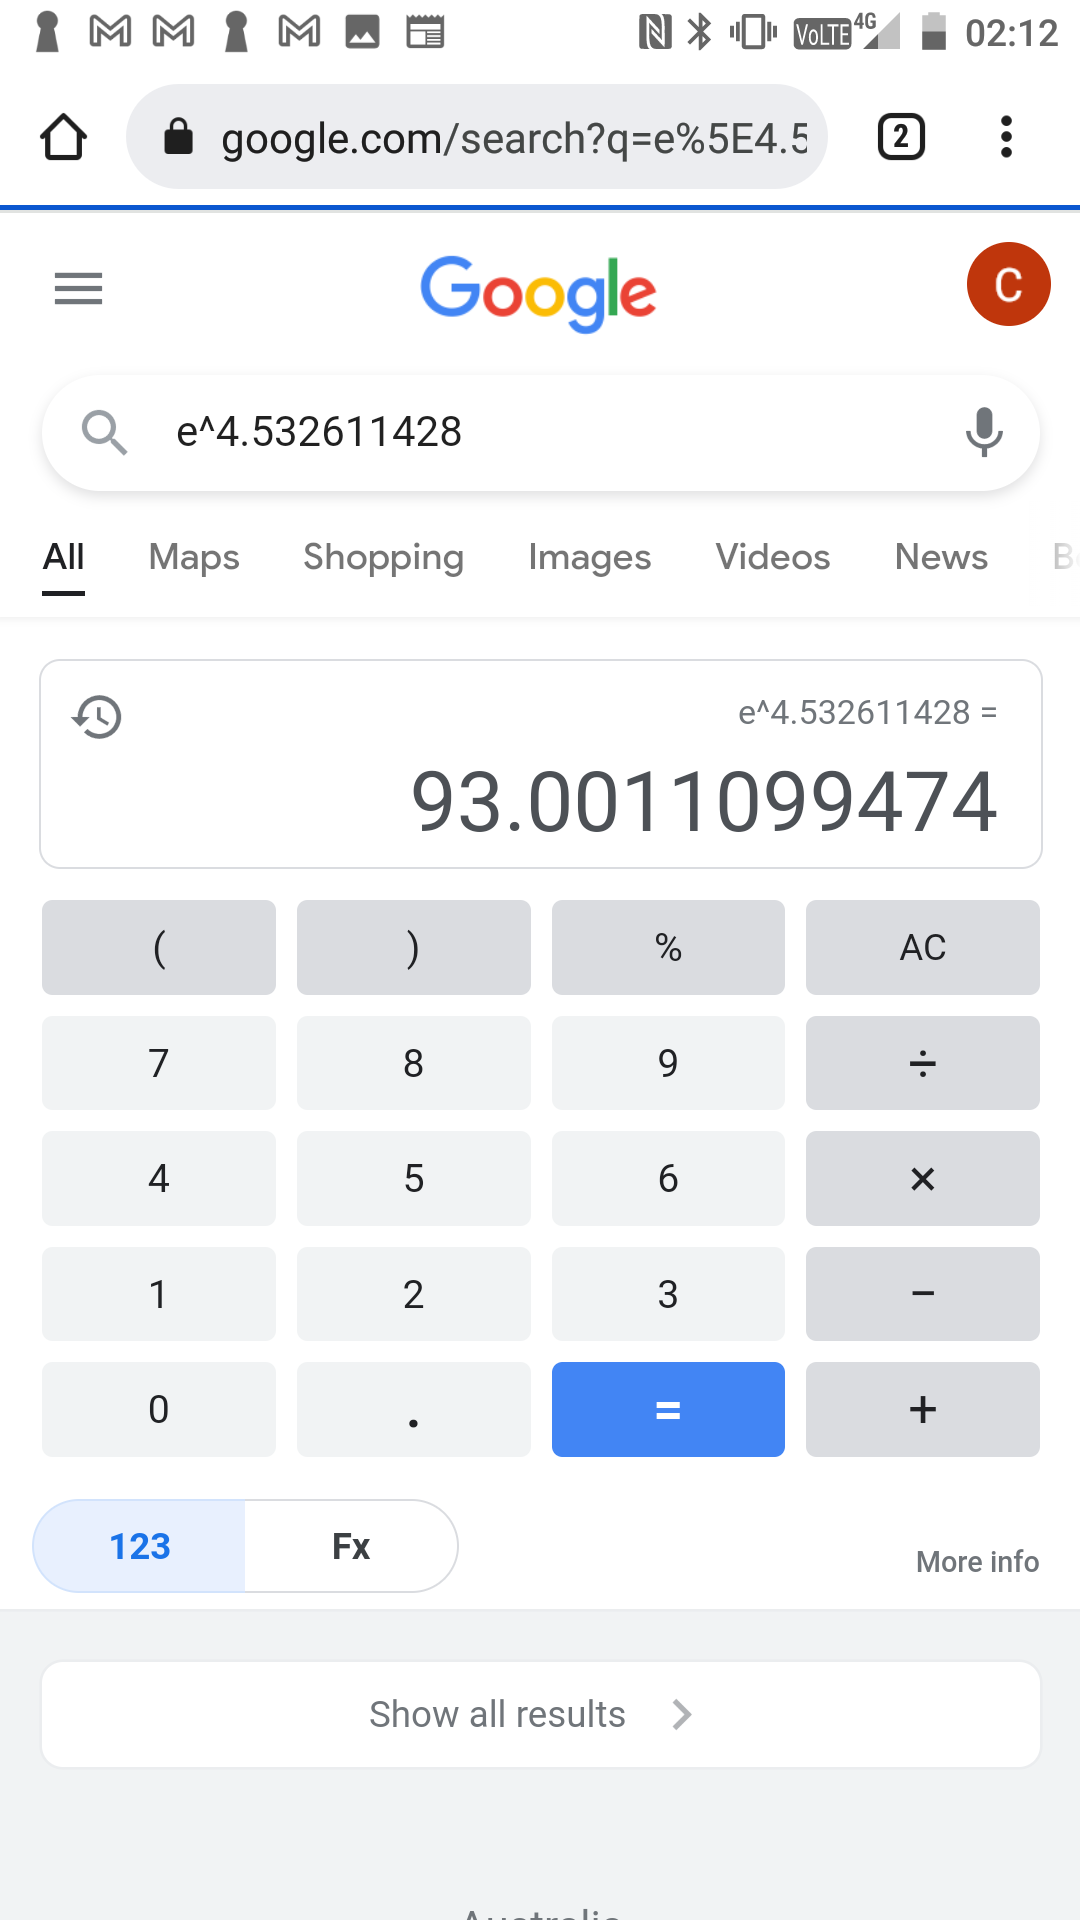 VoLTE 4G 02:12
google.com/search?q=e%5E4.5 2
Google C
e^4.532611428
All Maps Shopping Images Videos News
e^4.532611428 =
93.0011099474
( ) % AC
7 8 9 ÷
4 5 6 ×
1 2 3 −
0 . = +
123 Fx
More info
Show all results
Australia